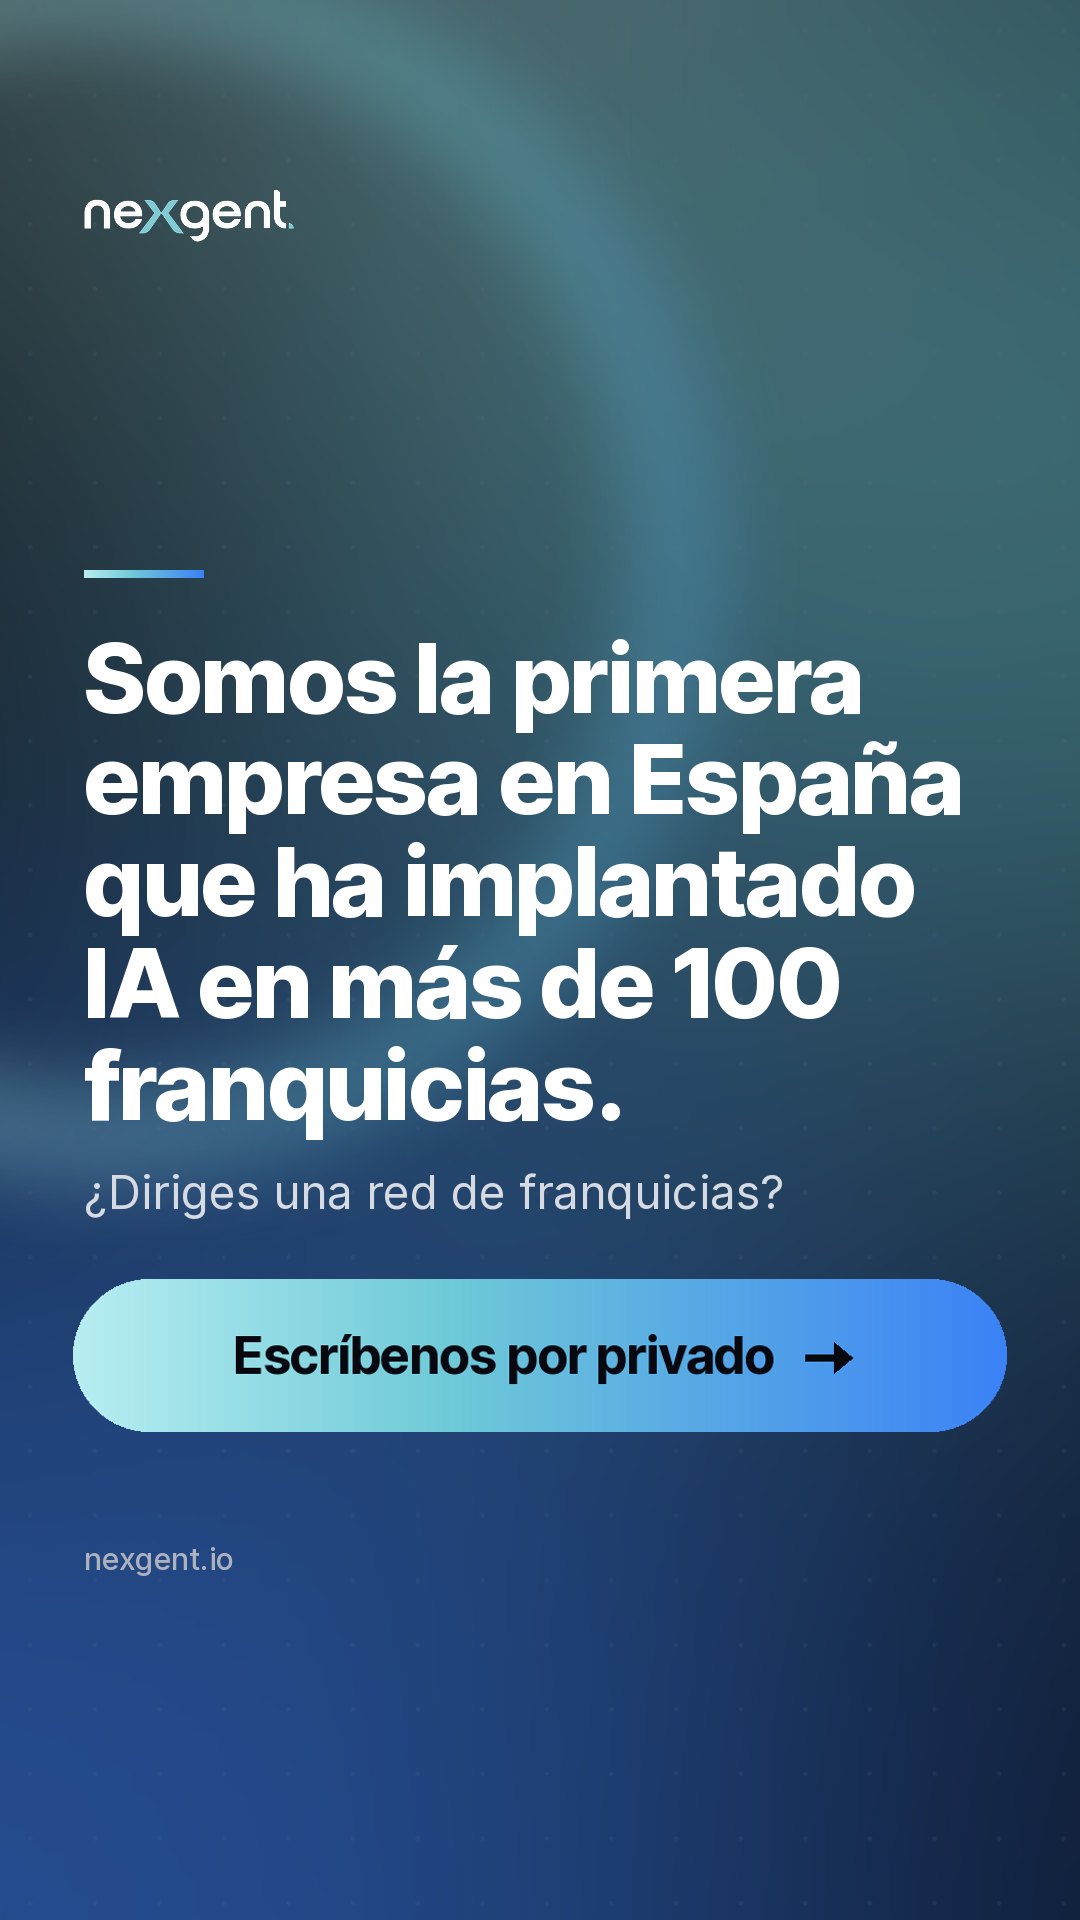 nexgent.
Somos la primera
empresa en España
que ha implantado
IA en más de 100
franquicias.
¿Diriges una red de franquicias?
Escríbenos por privado →
nexgent.io